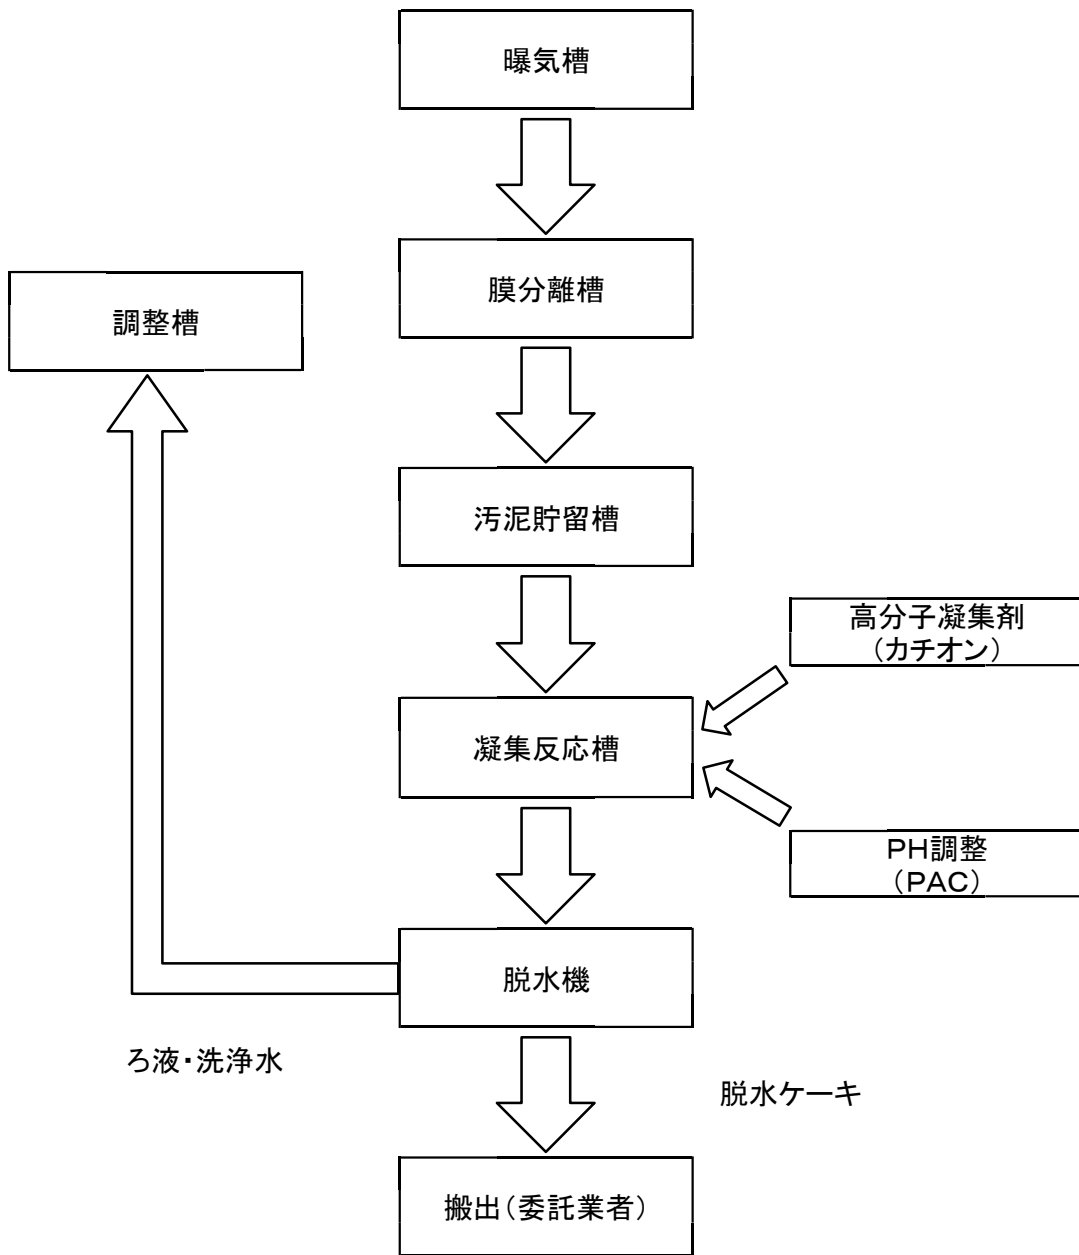 曝気槽
膜分離槽
調整槽
汚泥貯留槽
高分子凝集剤
（カチオン）
凝集反応槽
ＰＨ調整
（ＰＡＣ）
脱水機
ろ液・洗浄水
脱水ケーキ
搬出（委託業者）